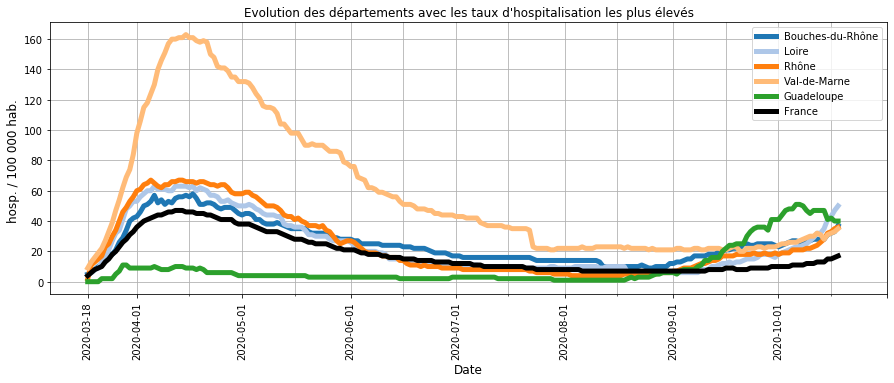 Evolution des départements avec les taux d'hospitalisation les plus élevés
hosp. / 100 000 hab.
160
140
120
100
80
60
40
20
0
Bouches-du-Rhône
Loire
Rhône
Val-de-Marne
Guadeloupe
France
2020-03-18
2020-04-01
2020-05-01
2020-06-01
2020-07-01
2020-08-01
2020-09-01
2020-10-01
Date